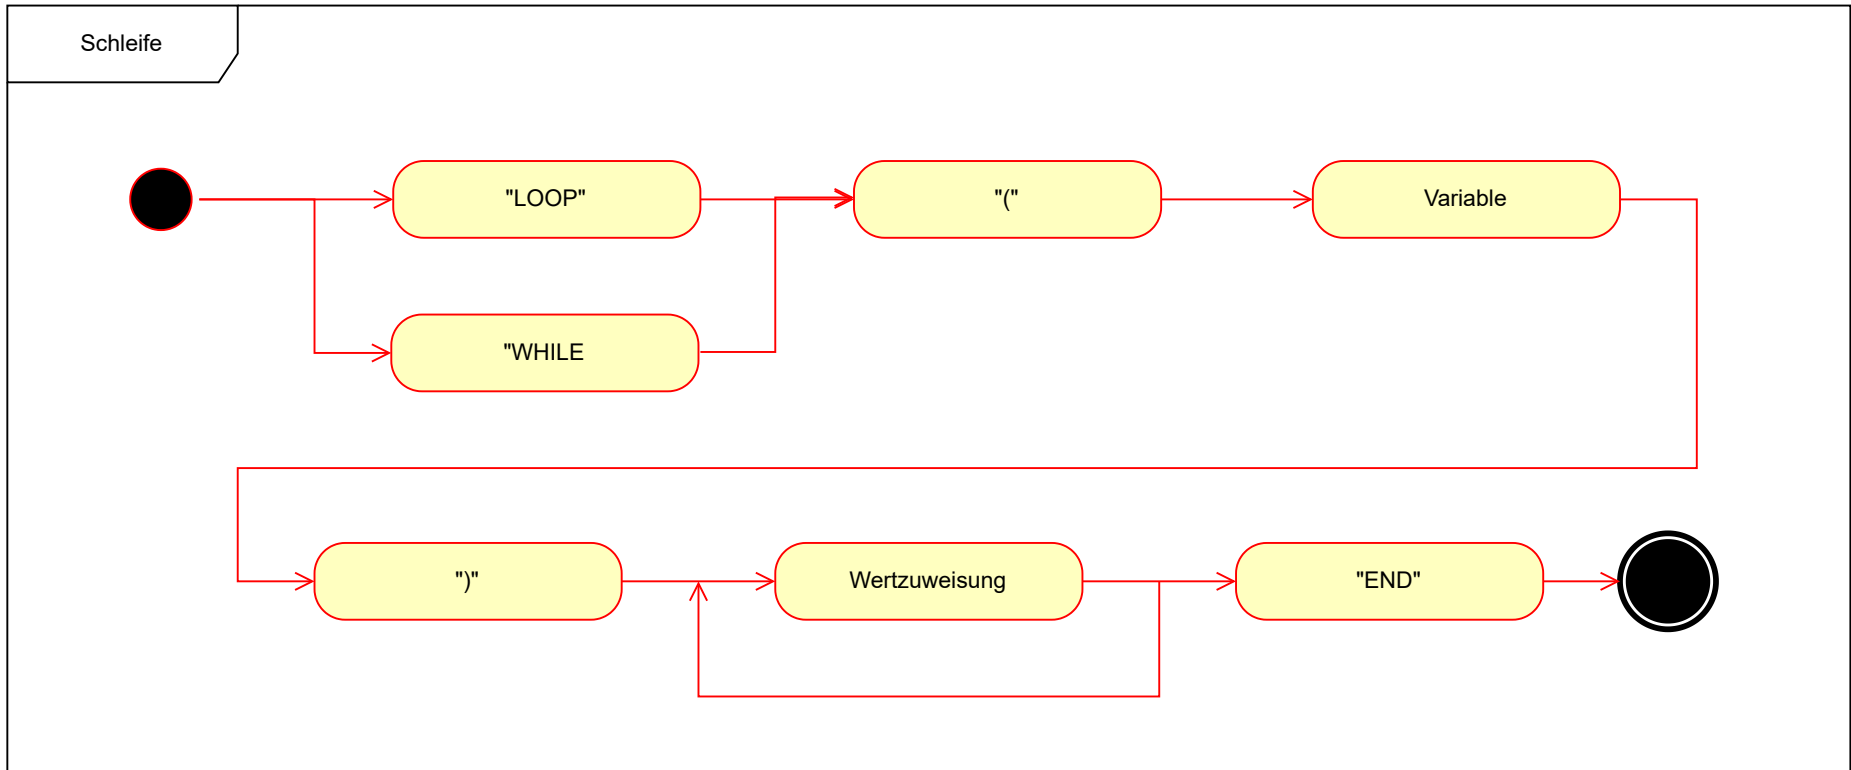 Schleife
"LOOP"
"("
Variable
"WHILE
")"
Wertzuweisung
"END"